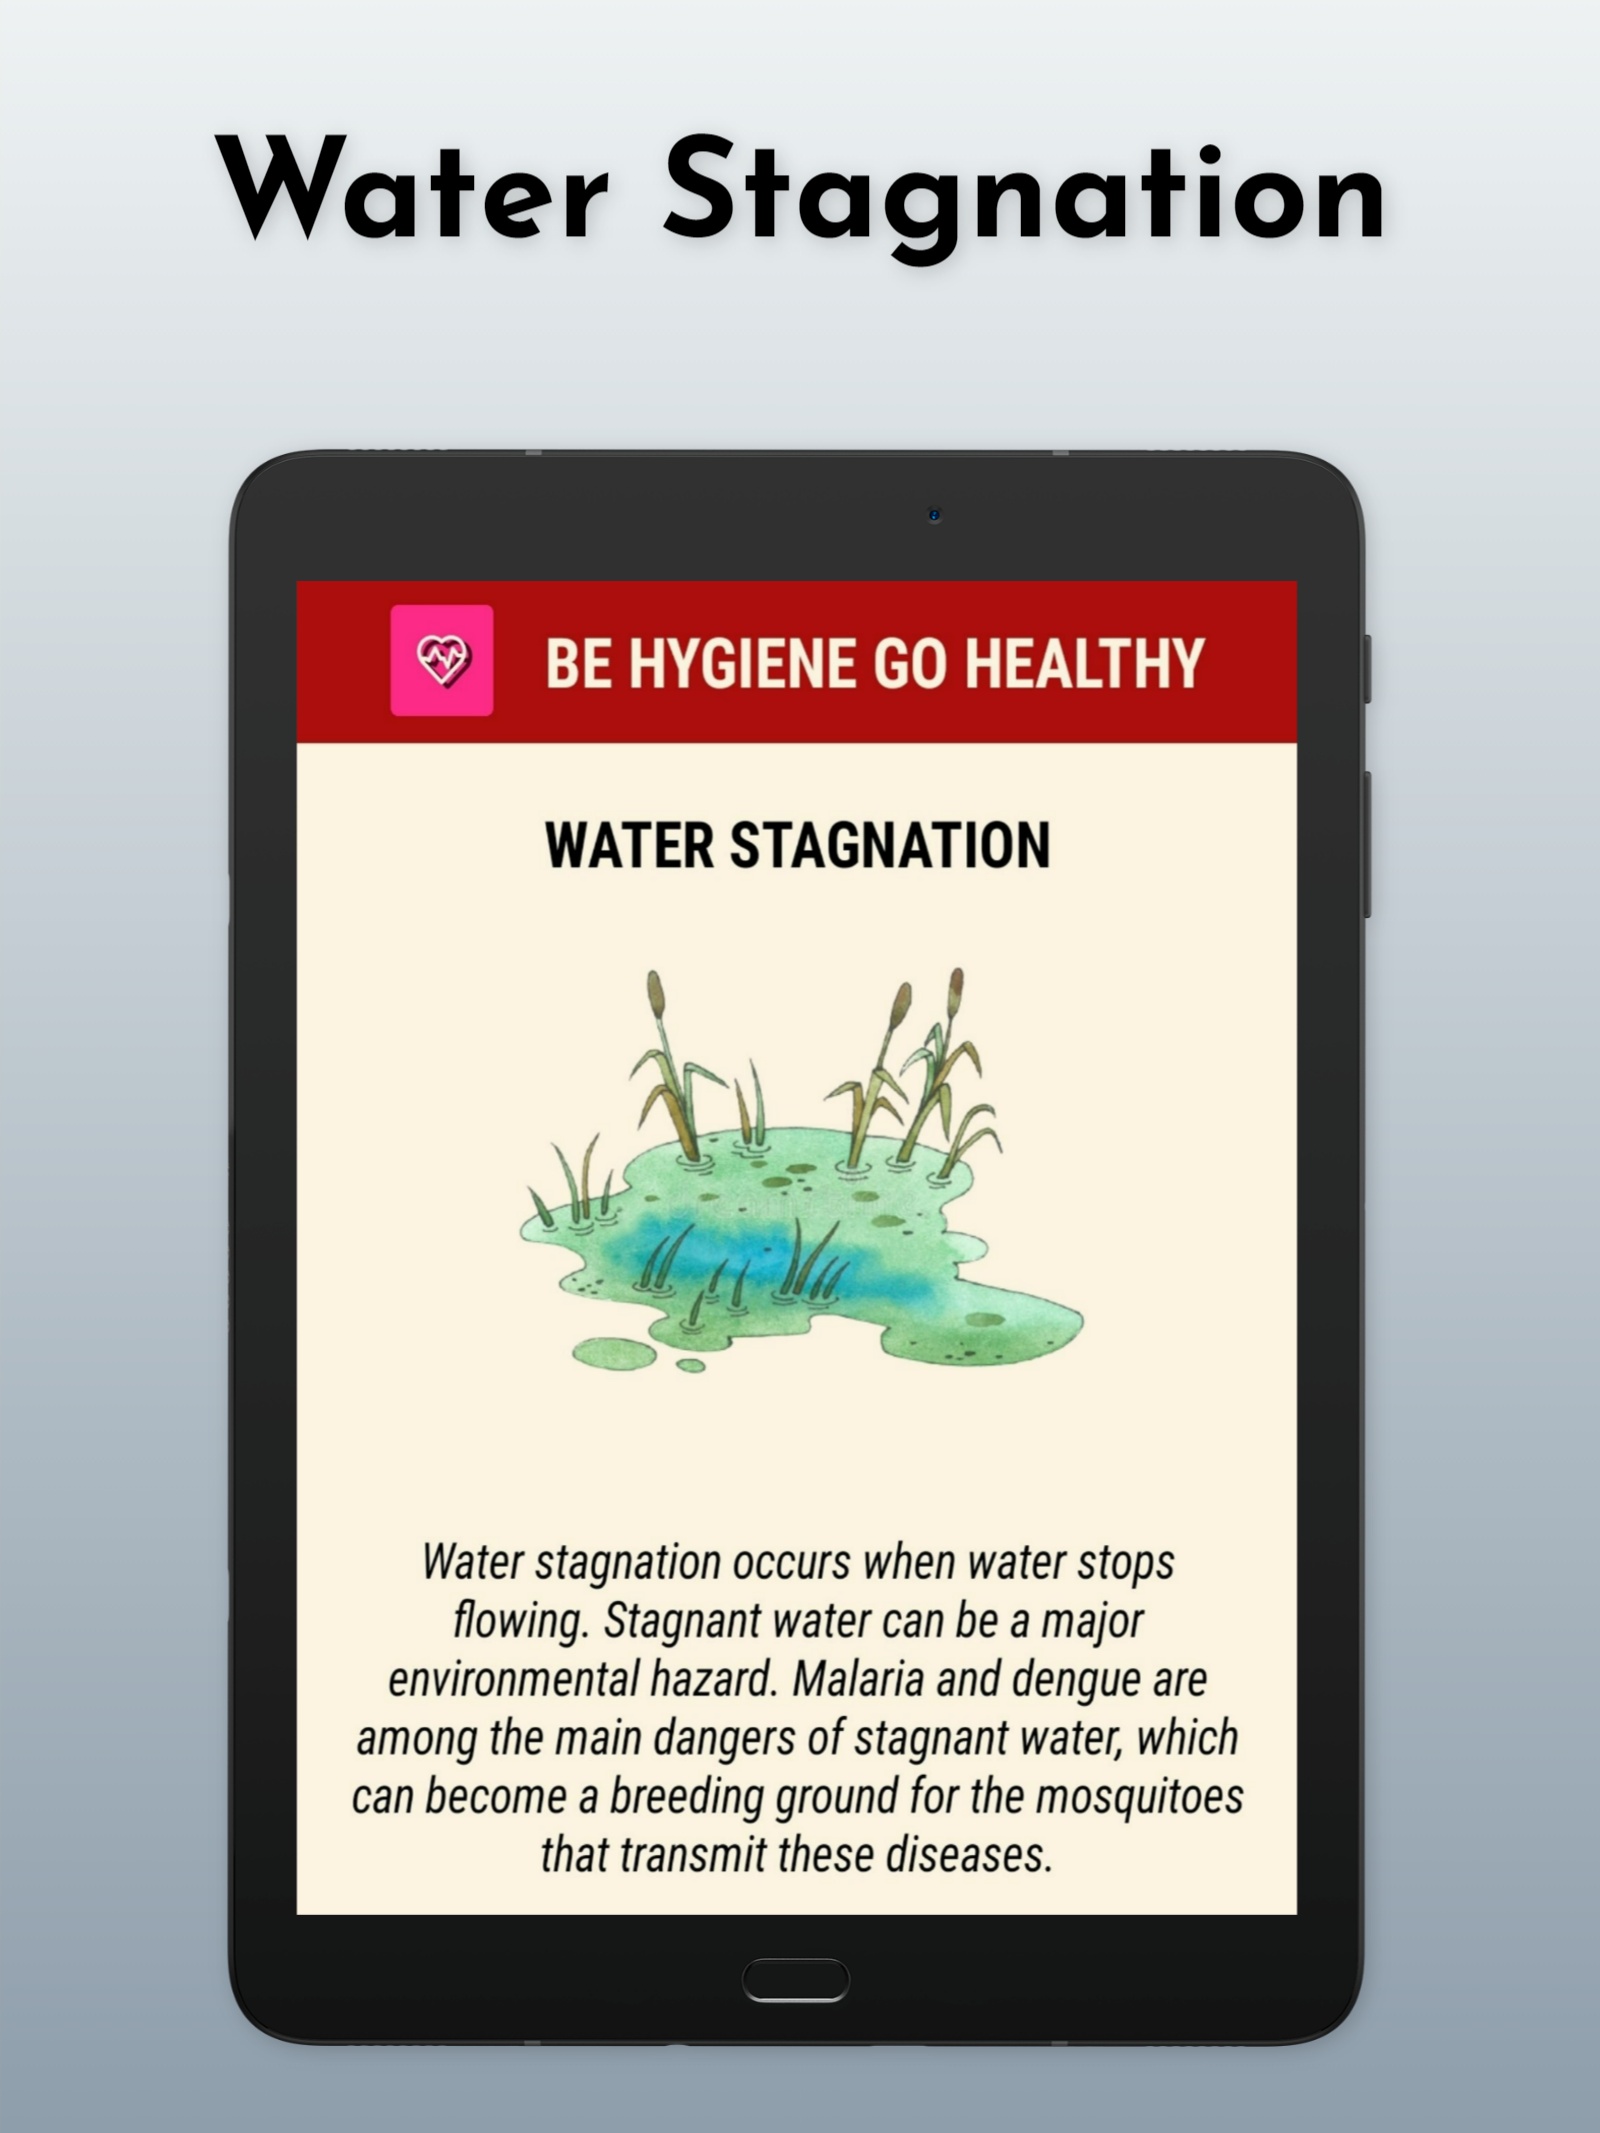 Water Stagnation
BE HYGIENE GO HEALTHY
WATER STAGNATION
Water stagnation occurs when water stops
flowing. Stagnant water can be a major
environmental hazard. Malaria and dengue are
among the main dangers of stagnant water, which
can become a breeding ground for the mosquitoes
that transmit these diseases.